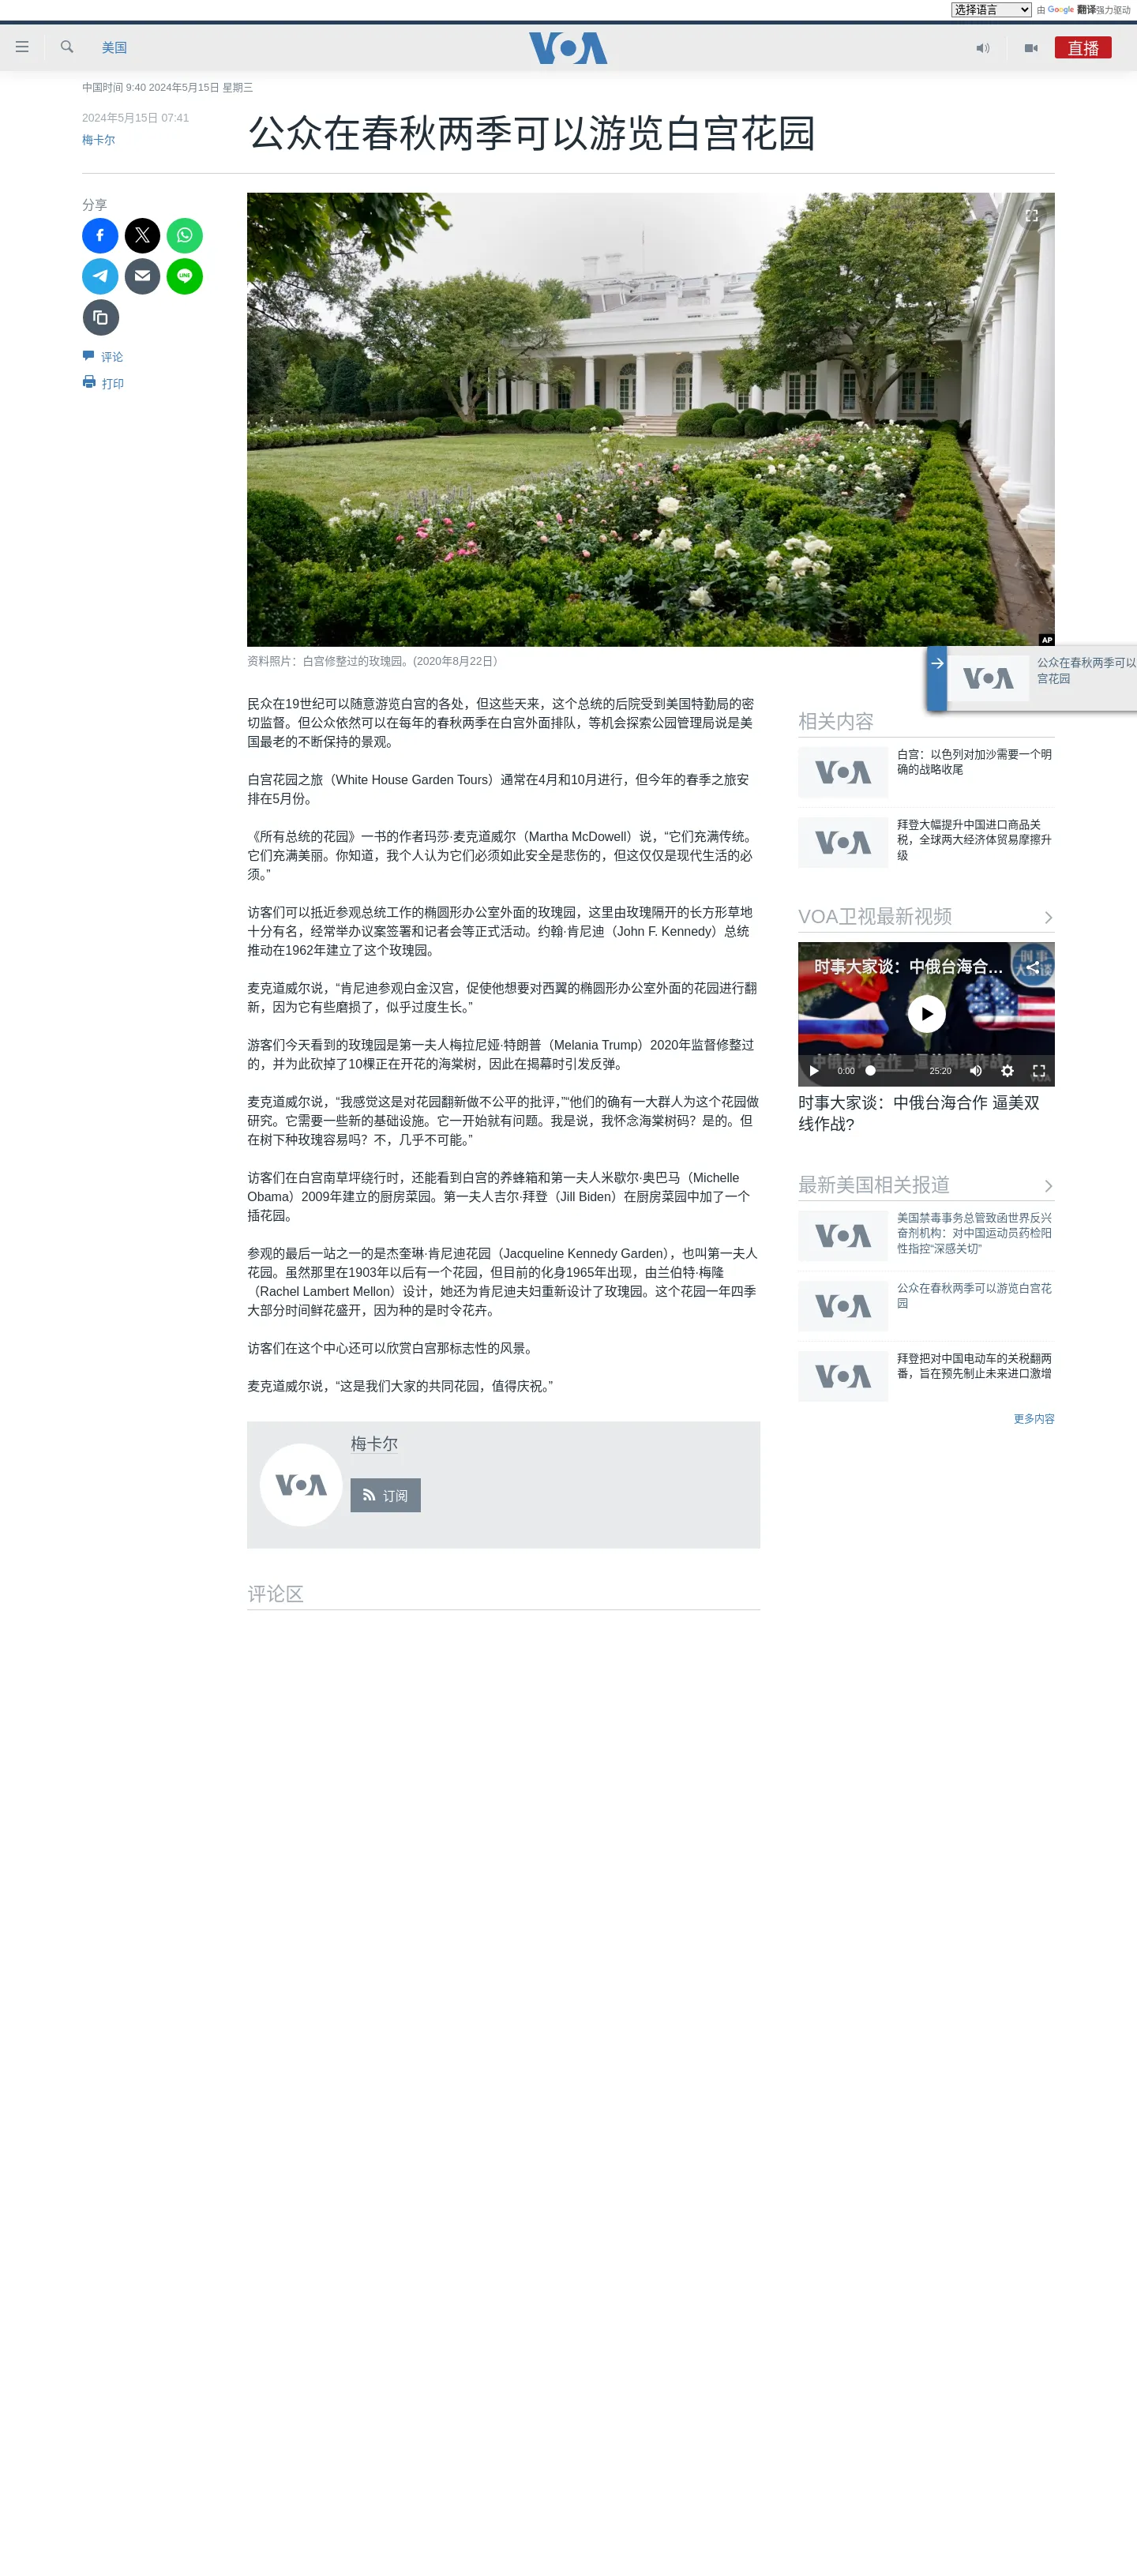 选择语言 由 Google 翻译强力驱动
美国
VOA
直播
中国时间 9:40 2024年5月15日 星期三
2024年5月15日 07:41
梅卡尔
公众在春秋两季可以游览白宫花园
分享
LINE
评论
打印
AP
资料照片：白宫修整过的玫瑰园。(2020年8月22日）
VOA
公众在春秋两季可以
宫花园
民众在19世纪可以随意游览白宫的各处，但这些天来，这个总统的后院受到美国特勤局的密
切监督。但公众依然可以在每年的春秋两季在白宫外面排队，等机会探索公园管理局说是美
国最老的不断保持的景观。
白宫花园之旅（White House Garden Tours）通常在4月和10月进行，但今年的春季之旅安
排在5月份。
《所有总统的花园》一书的作者玛莎·麦克道威尔（Martha McDowell）说，“它们充满传统。
它们充满美丽。你知道，我个人认为它们必须如此安全是悲伤的，但这仅仅是现代生活的必
须。”
访客们可以抵近参观总统工作的椭圆形办公室外面的玫瑰园，这里由玫瑰隔开的长方形草地
十分有名，经常举办议案签署和记者会等正式活动。约翰·肯尼迪（John F. Kennedy）总统
推动在1962年建立了这个玫瑰园。
麦克道威尔说，“肯尼迪参观白金汉宫，促使他想要对西翼的椭圆形办公室外面的花园进行翻
新，因为它有些磨损了，似乎过度生长。”
游客们今天看到的玫瑰园是第一夫人梅拉尼娅·特朗普（Melania Trump）2020年监督修整过
的，并为此砍掉了10棵正在开花的海棠树，因此在揭幕时引发反弹。
麦克道威尔说，“我感觉这是对花园翻新做不公平的批评，”“他们的确有一大群人为这个花园做
研究。它需要一些新的基础设施。它一开始就有问题。我是说，我怀念海棠树码？是的。但
在树下种玫瑰容易吗？不，几乎不可能。”
访客们在白宫南草坪绕行时，还能看到白宫的养蜂箱和第一夫人米歇尔·奥巴马（Michelle
Obama）2009年建立的厨房菜园。第一夫人吉尔·拜登（Jill Biden）在厨房菜园中加了一个
插花园。
参观的最后一站之一的是杰奎琳·肯尼迪花园（Jacqueline Kennedy Garden），也叫第一夫人
花园。虽然那里在1903年以后有一个花园，但目前的化身1965年出现，由兰伯特·梅隆
（Rachel Lambert Mellon）设计，她还为肯尼迪夫妇重新设计了玫瑰园。这个花园一年四季
大部分时间鲜花盛开，因为种的是时令花卉。
访客们在这个中心还可以欣赏白宫那标志性的风景。
麦克道威尔说，“这是我们大家的共同花园，值得庆祝。”
VOA
梅卡尔
订阅
评论区
相关内容
VOA
白宫：以色列对加沙需要一个明
确的战略收尾
VOA
拜登大幅提升中国进口商品关
税，全球两大经济体贸易摩擦升
级
VOA卫视最新视频
时事大家谈：中俄台海合…
时事
大家谈
中俄台海合作 逼美两线作战？
0:00 25:20
VOA
时事大家谈：中俄台海合作 逼美双
线作战?
最新美国相关报道
VOA
美国禁毒事务总管致函世界反兴
奋剂机构：对中国运动员药检阳
性指控“深感关切”
VOA
公众在春秋两季可以游览白宫花
园
VOA
拜登把对中国电动车的关税翻两
番，旨在预先制止未来进口激增
更多内容